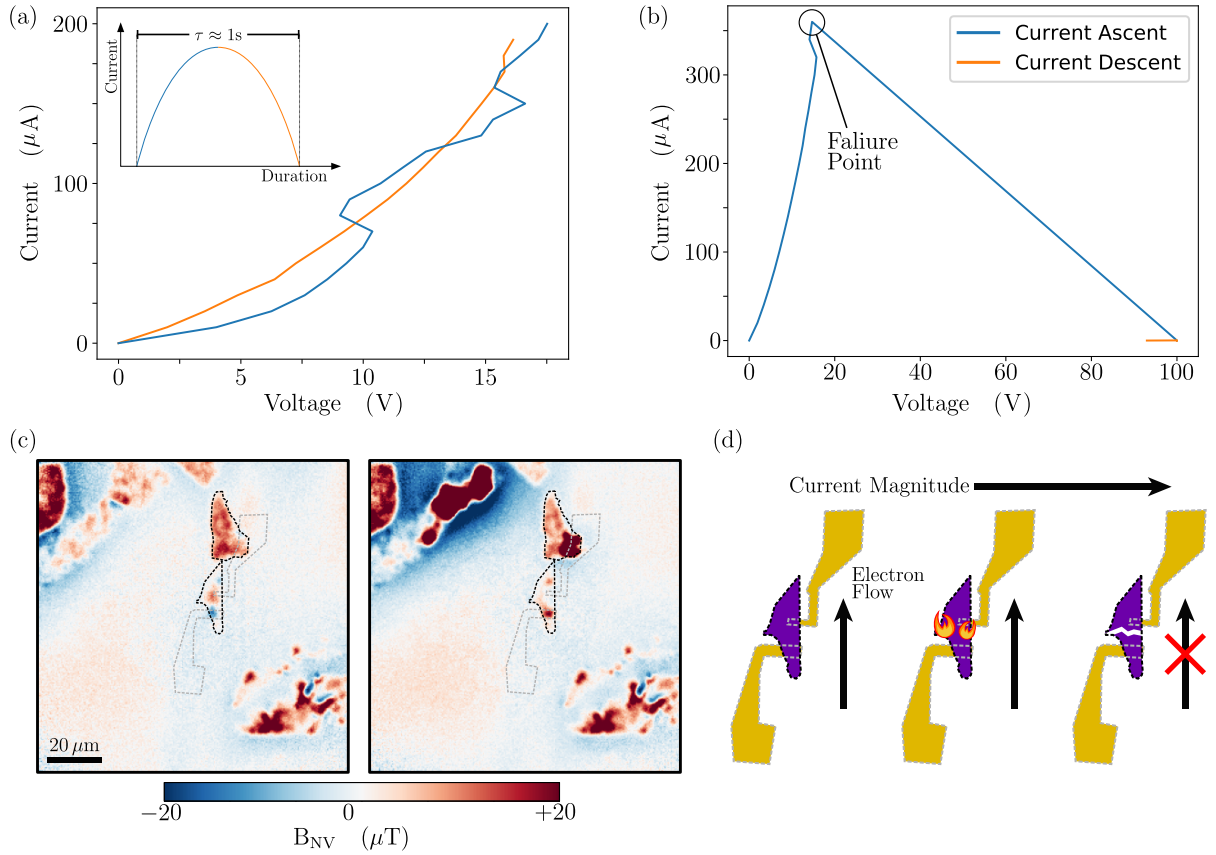 (a)
200
100
0
Current (μA)
τ ≈ 1s
Current
Duration
0
5
10
15
Voltage (V)
(b)
300
200
100
0
Current (μA)
Current Ascent
Current Descent
Faliure
Point
0
20
40
60
80
100
Voltage (V)
(c)
20 μm
−20
0
+20
B_NV (μT)
(d)
Current Magnitude
Electron
Flow